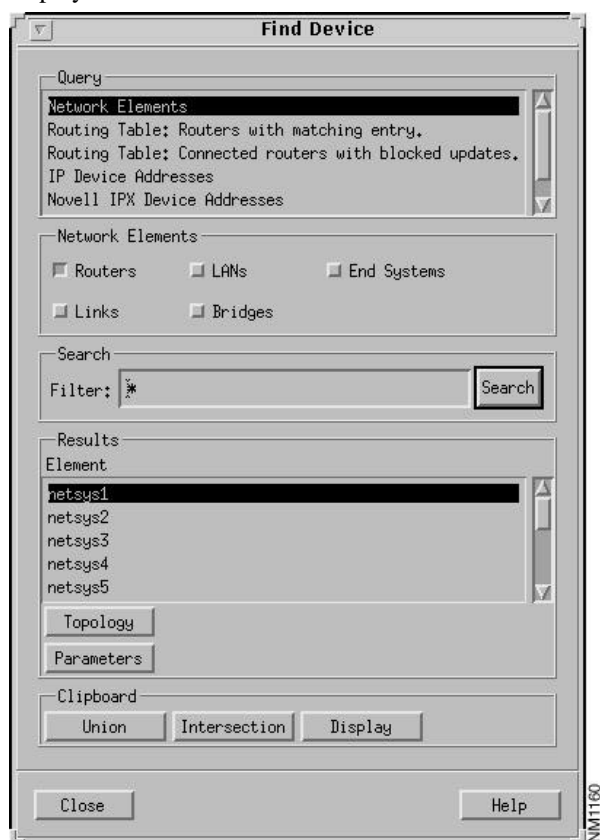 Find Device
Query
Network Elements
Routing Table: Routers with matching entry.
Routing Table: Connected routers with blocked updates.
IP Device Addresses
Novell IPX Device Addresses
Network Elements
Routers LANs End Systems
Links Bridges
Search
Filter: * Search
Results
Element
netsys1
netsys2
netsys3
netsys4
netsys5
Topology
Parameters
Clipboard
Union Intersection Display
Close Help
NM1160